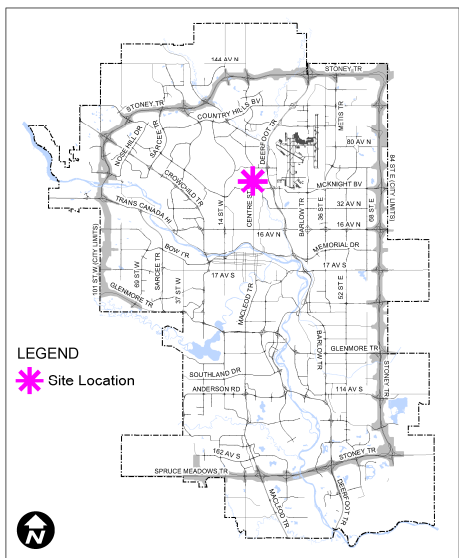 144 AV N
STONEY TR
STONEY TR
COUNTRY HILLS BV
DEERFOOT TR
METIS TR
NOSE HILL DR
SARCEE TR
80 AV N
84 ST E (CITY LIMITS)
CROWCHILD TR
MCKNIGHT BV
TRANS CANADA HI
14 ST W
CENTRE ST
BARLOW TR
36 ST E
32 AV N
68 ST E
16 AV N
16 AV N
101 ST W (CITY LIMITS)
BOW TR
MEMORIAL DR
69 ST W
SARCEE TR
37 ST W
17 AV S
17 AV S
GLENMORE TR
MACLEOD TR
52 ST E
BARLOW TR
LEGEND
Site Location
GLENMORE TR
SOUTHLAND DR
STONEY TR
ANDERSON RD
114 AV S
162 AV S
STONEY TR
SPRUCE MEADOWS TR
MACLEOD TR
DEERFOOT TR
N